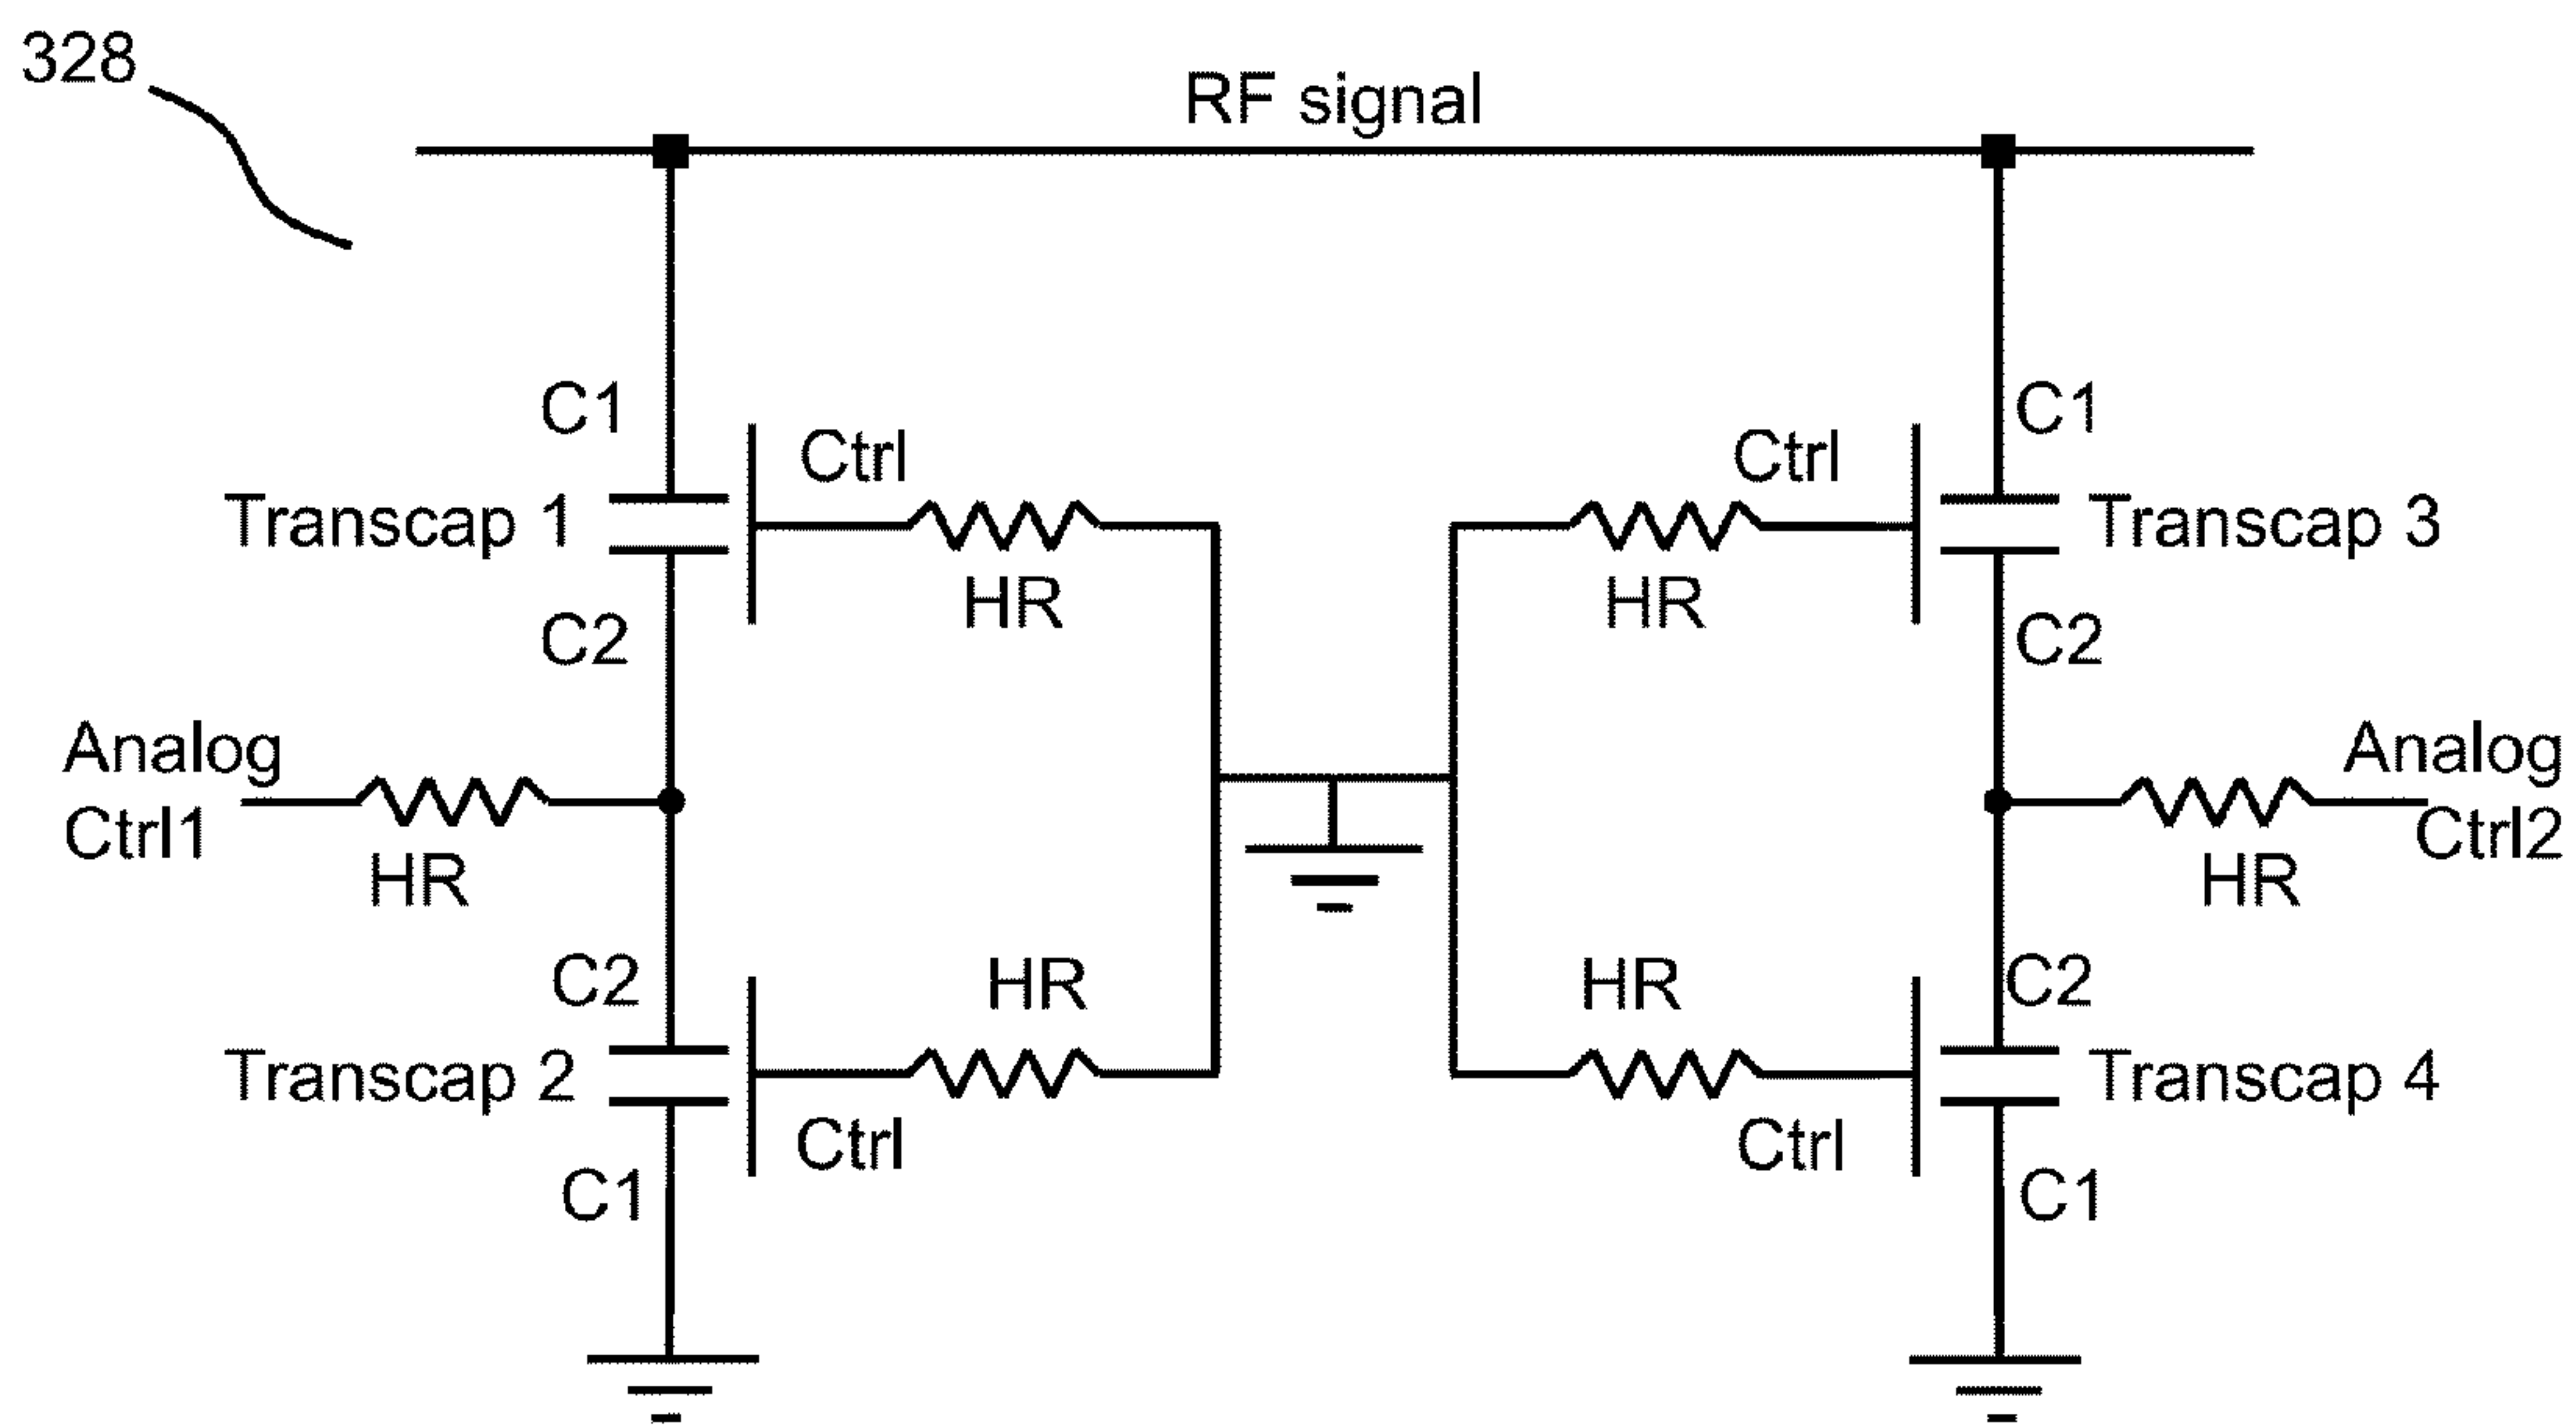 328
RF signal
C1
Ctrl
Ctrl
C1
Transcap 1
Transcap 3
HR
HR
C2
C2
Analog
Ctrl1
Analog
Ctrl2
HR
HR
C2
HR
HR
C2
Transcap 2
Transcap 4
Ctrl
Ctrl
C1
C1